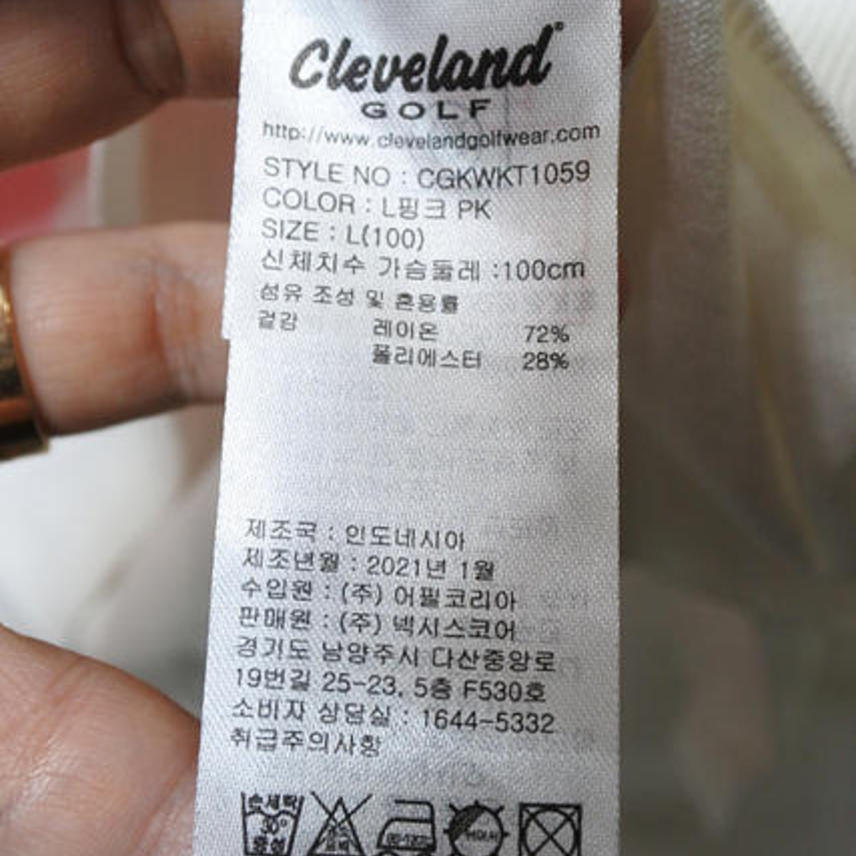 Cleveland®
GOLF
http://www.clevelandgolfwear.com
STYLE NO : CGKWKT1059
COLOR : L핑크 PK
SIZE : L(100)
신체치수 가슴둘레 :100cm
섬유 조성 및 혼용률
겉감 레이온 72%
폴리에스터 28%
제조국 : 인도네시아
제조년월 : 2021년 1월
수입원 : (주) 어필코리아
판매원 : (주) 넥시스코어
경기도 남양주시 다산중앙로
19번길 25-23, 5층 F530호
소비자 상담실 : 1644-5332
취급주의사항
손세탁
30°
중성